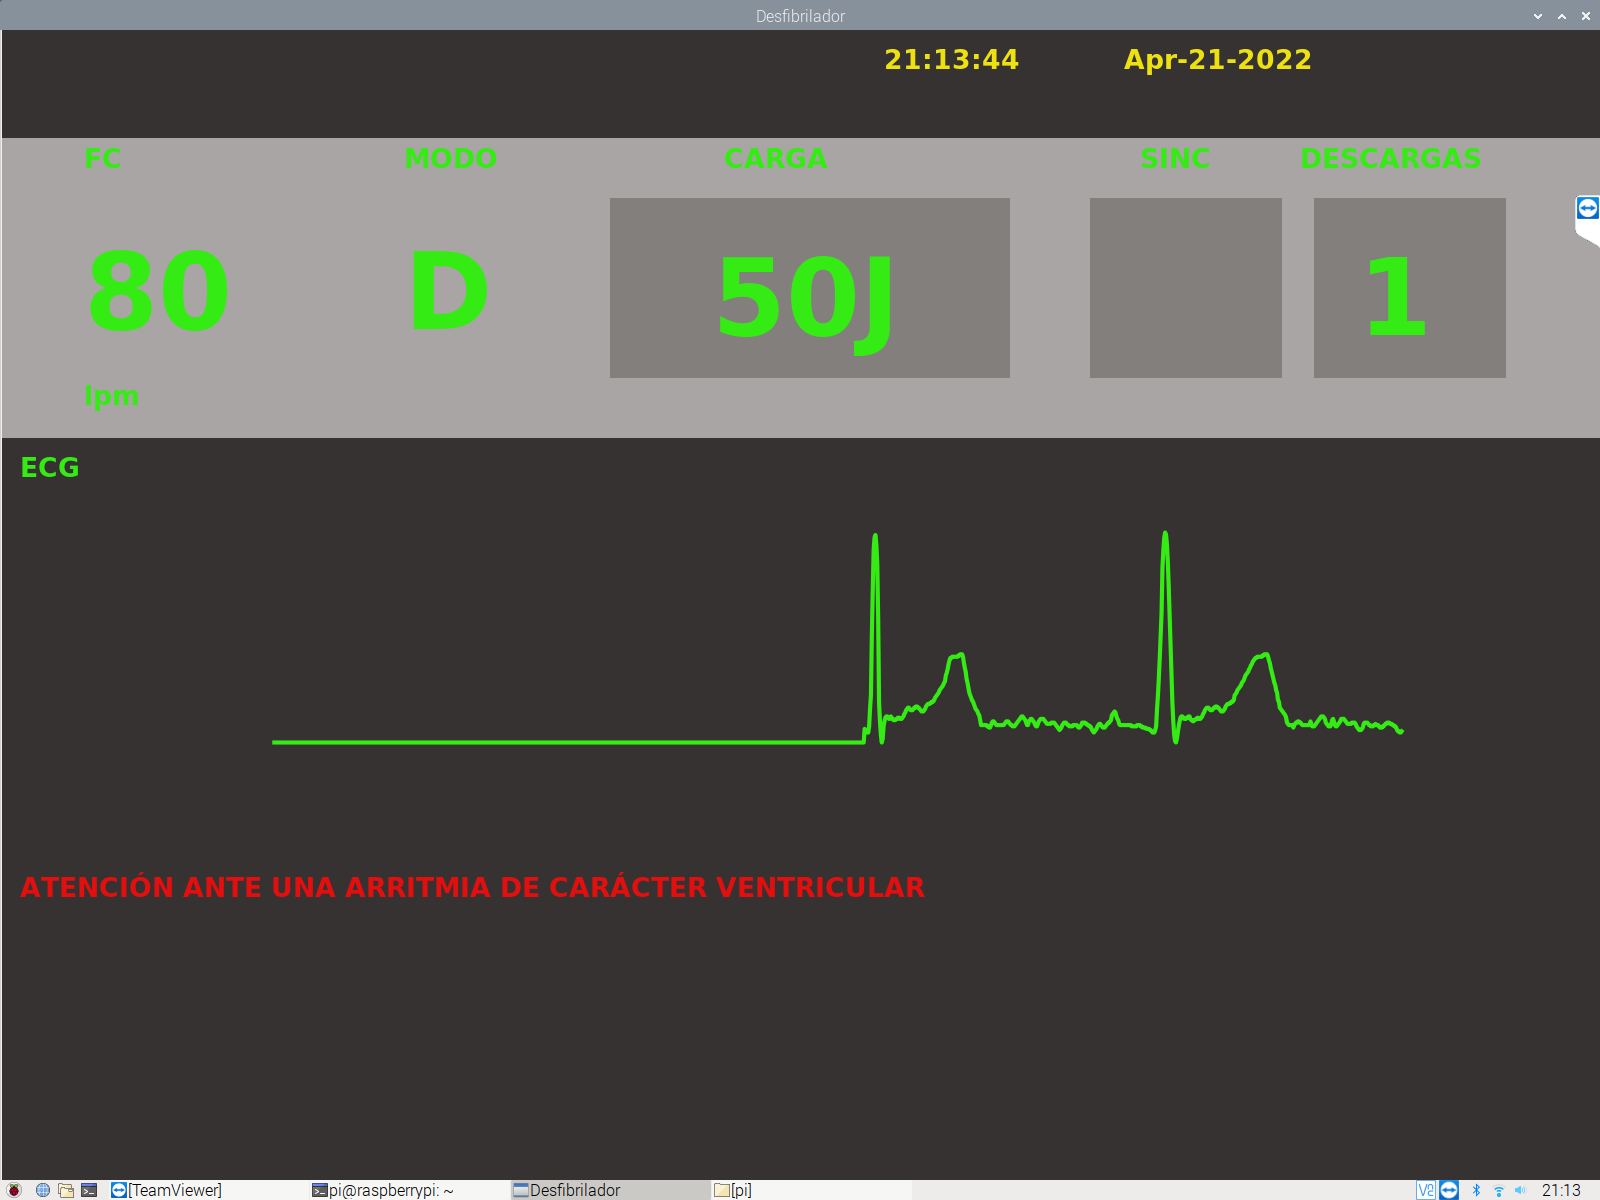 Desfibrilador
21:13:44 Apr-21-2022
FC MODO CARGA SINC DESCARGAS
80 D 50J 1
lpm
ECG
ATENCIÓN ANTE UNA ARRITMIA DE CARÁCTER VENTRICULAR
[TeamViewer] pi@raspberrypi: ~ Desfibrilador [pi] 21:13